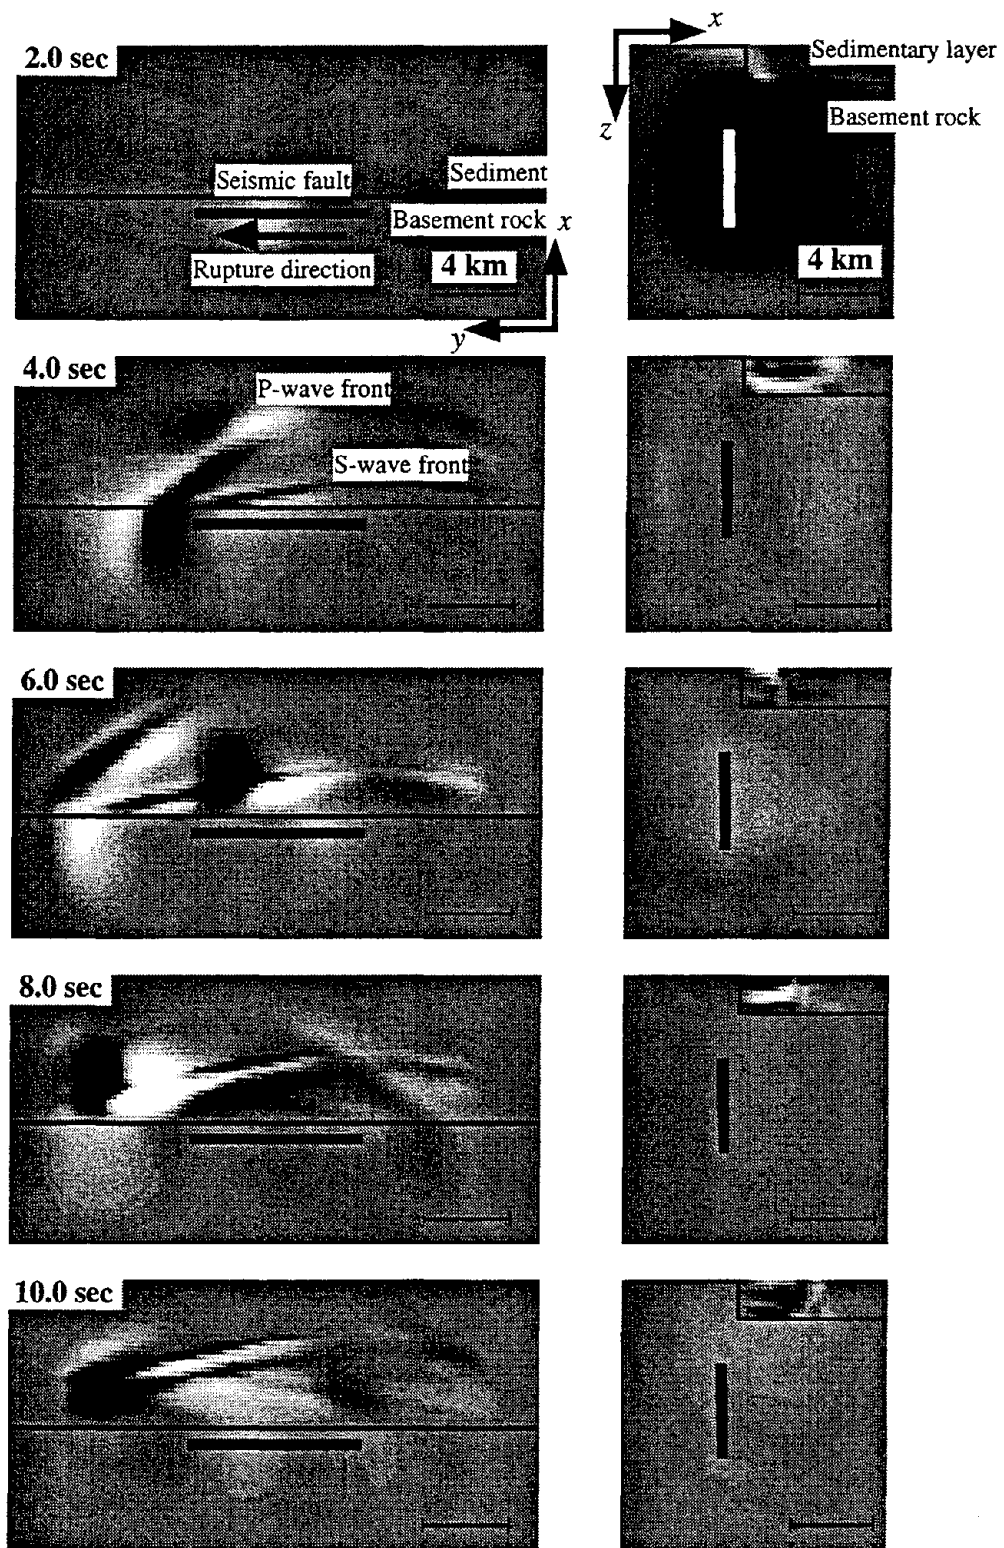 2.0 sec
Seismic fault
Sediment
Basement rock
x
Rupture direction
4 km
y
x
Sedimentary layer
z
Basement rock
4 km
4.0 sec
P-wave front
S-wave front
6.0 sec
8.0 sec
10.0 sec